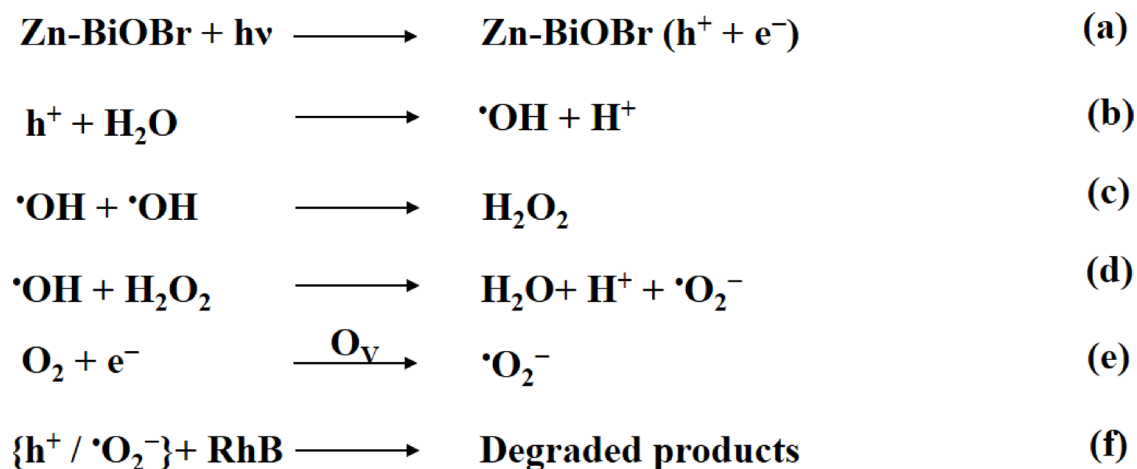 Zn-BiOBr + hν ⟶ Zn-BiOBr (h⁺ + e⁻) (a)
h⁺ + H₂O ⟶ •OH + H⁺ (b)
•OH + •OH ⟶ H₂O₂ (c)
•OH + H₂O₂ ⟶ H₂O+ H⁺ + •O₂⁻ (d)
O₂ + e⁻ Oᵥ ⟶ •O₂⁻ (e)
{h⁺ / •O₂⁻}+ RhB ⟶ Degraded products (f)